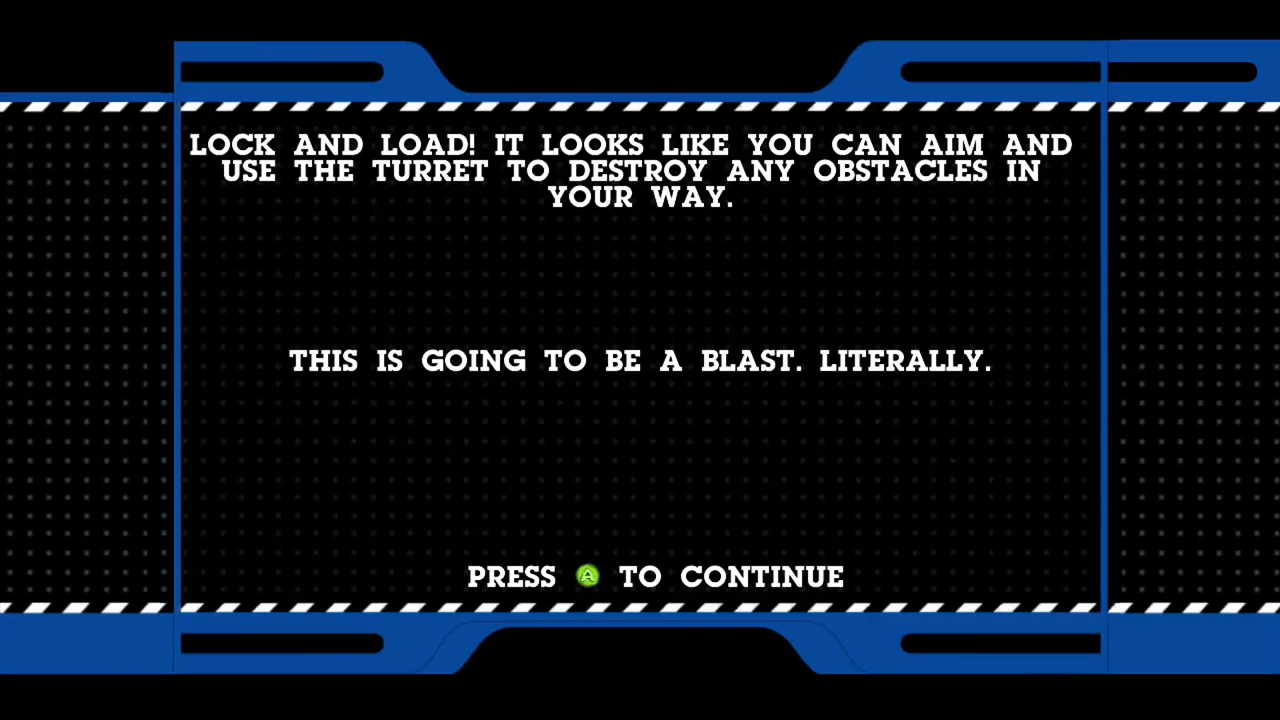 LOCK AND LOAD! IT LOOKS LIKE YOU CAN AIM AND
USE THE TURRET TO DESTROY ANY OBSTACLES IN
YOUR WAY.
THIS IS GOING TO BE A BLAST. LITERALLY.
PRESS A TO CONTINUE